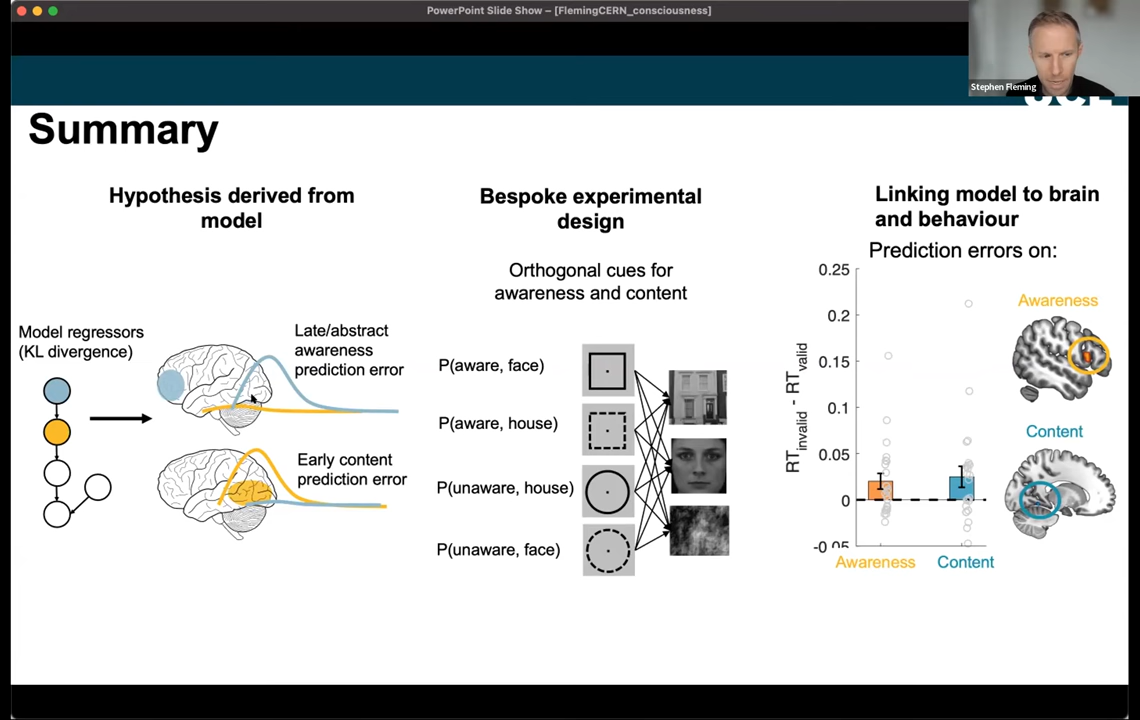 PowerPoint Slide Show – [FlemingCERN_consciousness]
Stephen Fleming
Summary
Hypothesis derived from
model
Model regressors
(KL divergence)
Late/abstract
awareness
prediction error
Early content
prediction error
Bespoke experimental
design
Orthogonal cues for
awareness and content
P(aware, face)
P(aware, house)
P(unaware, house)
P(unaware, face)
Linking model to brain
and behaviour
Prediction errors on:
RTinvalid - RTvalid
0.25
0.2
0.15
0.1
0.05
0
-0.05
Awareness
Content
Awareness
Content